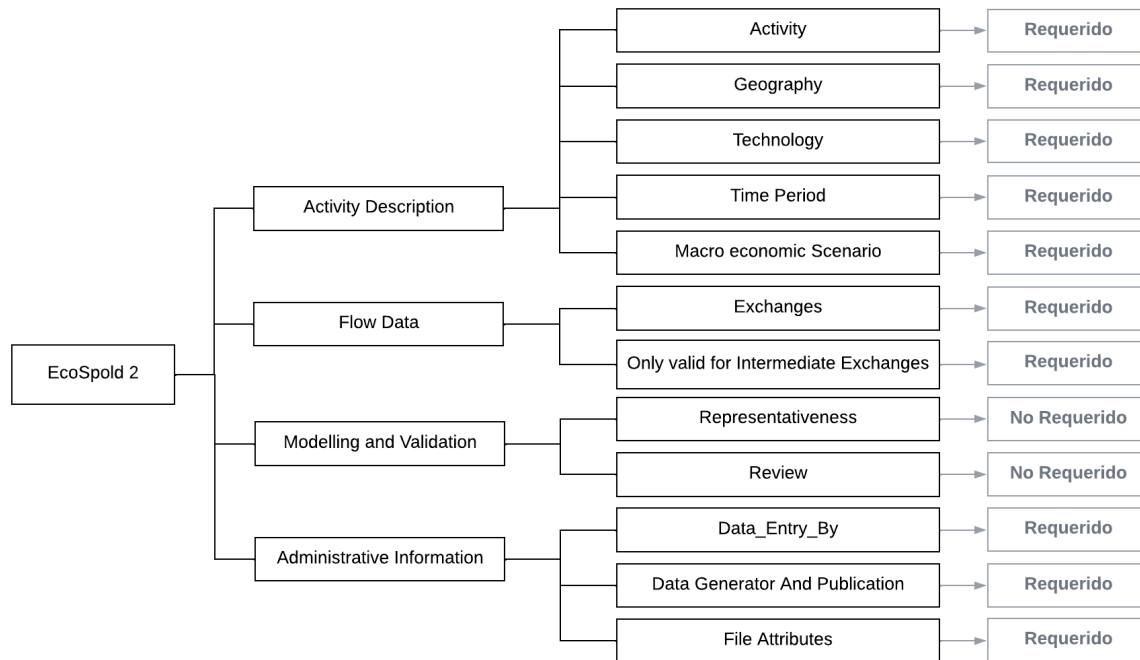 Activity
Requerido
Geography
Requerido
Technology
Requerido
Time Period
Requerido
Activity Description
Macro economic Scenario
Requerido
Exchanges
Requerido
Flow Data
Only valid for Intermediate Exchanges
Requerido
EcoSpold 2
Representativeness
No Requerido
Modelling and Validation
Review
No Requerido
Data_Entry_By
Requerido
Administrative Information
Data Generator And Publication
Requerido
File Attributes
Requerido